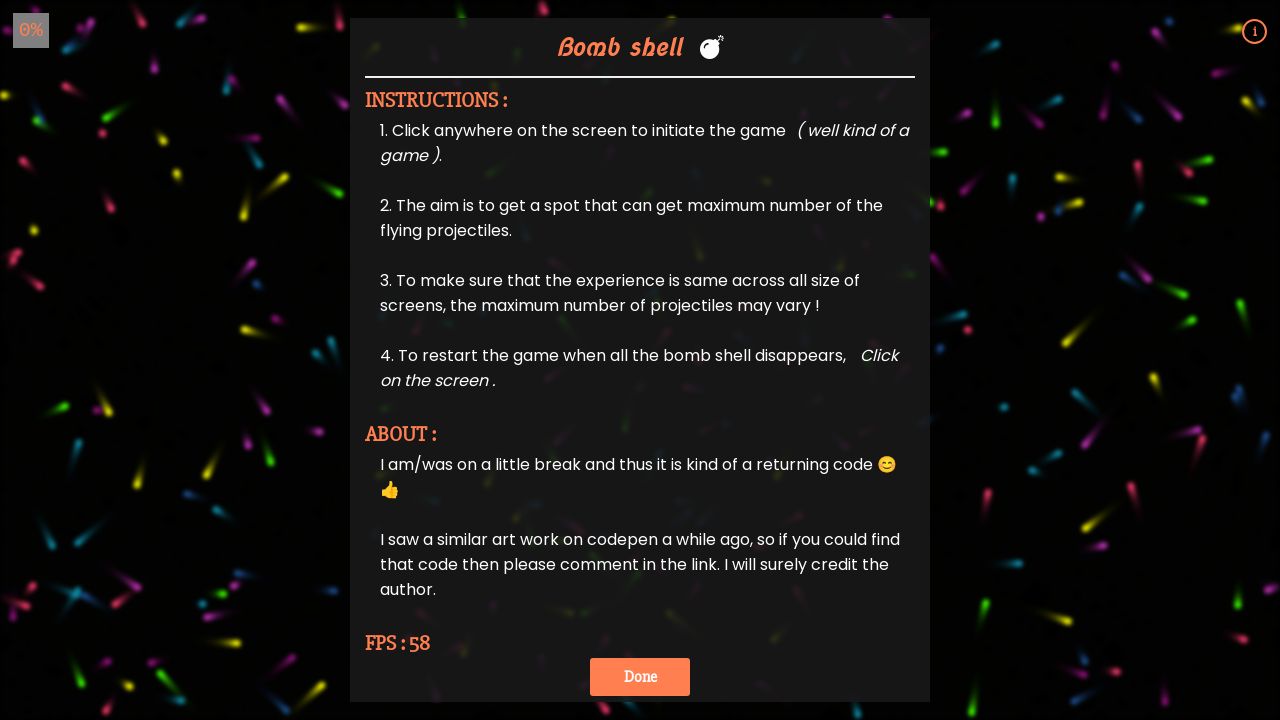 0%
i
Bomb shell 💣
INSTRUCTIONS :
1. Click anywhere on the screen to initiate the game ( well kind of a
game ).
2. The aim is to get a spot that can get maximum number of the
flying projectiles.
3. To make sure that the experience is same across all size of
screens, the maximum number of projectiles may vary !
4. To restart the game when all the bomb shell disappears, Click
on the screen .
ABOUT :
I am/was on a little break and thus it is kind of a returning code 😊
👍
I saw a similar art work on codepen a while ago, so if you could find
that code then please comment in the link. I will surely credit the
author.
FPS : 58
Done